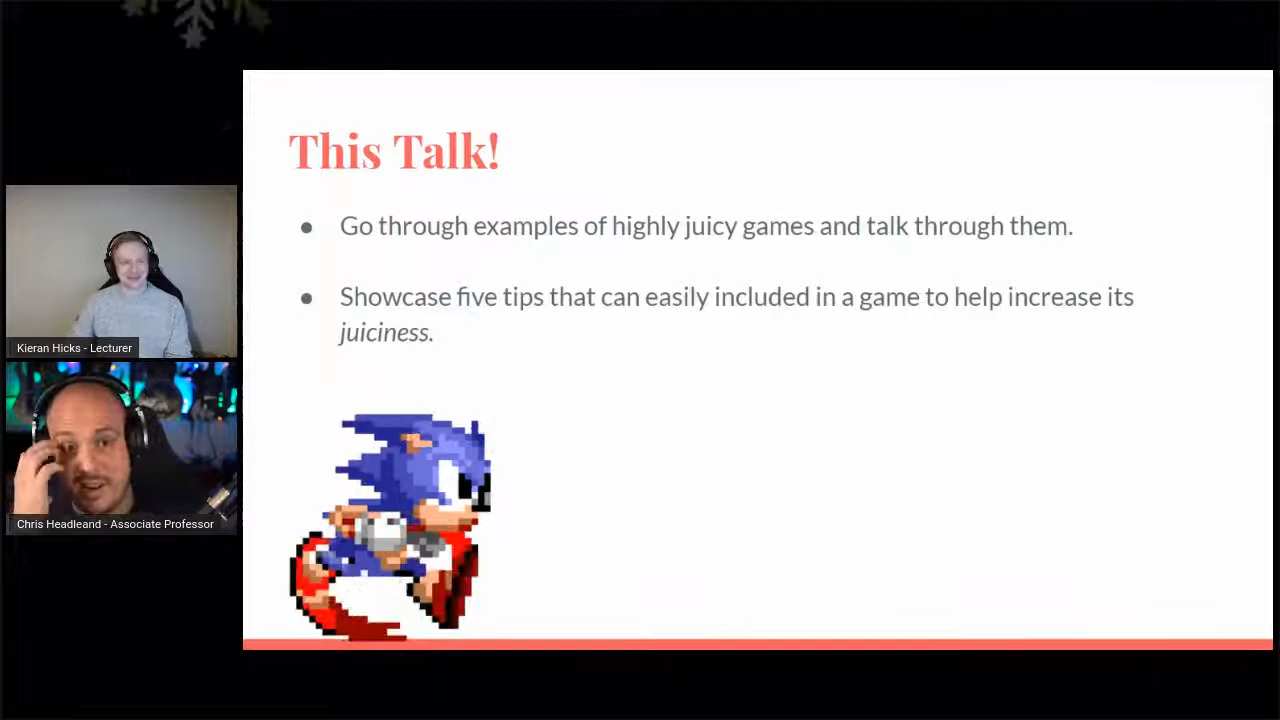 This Talk!
● Go through examples of highly juicy games and talk through them.
● Showcase five tips that can easily included in a game to help increase its
juiciness.
Kieran Hicks - Lecturer
Chris Headleand - Associate Professor